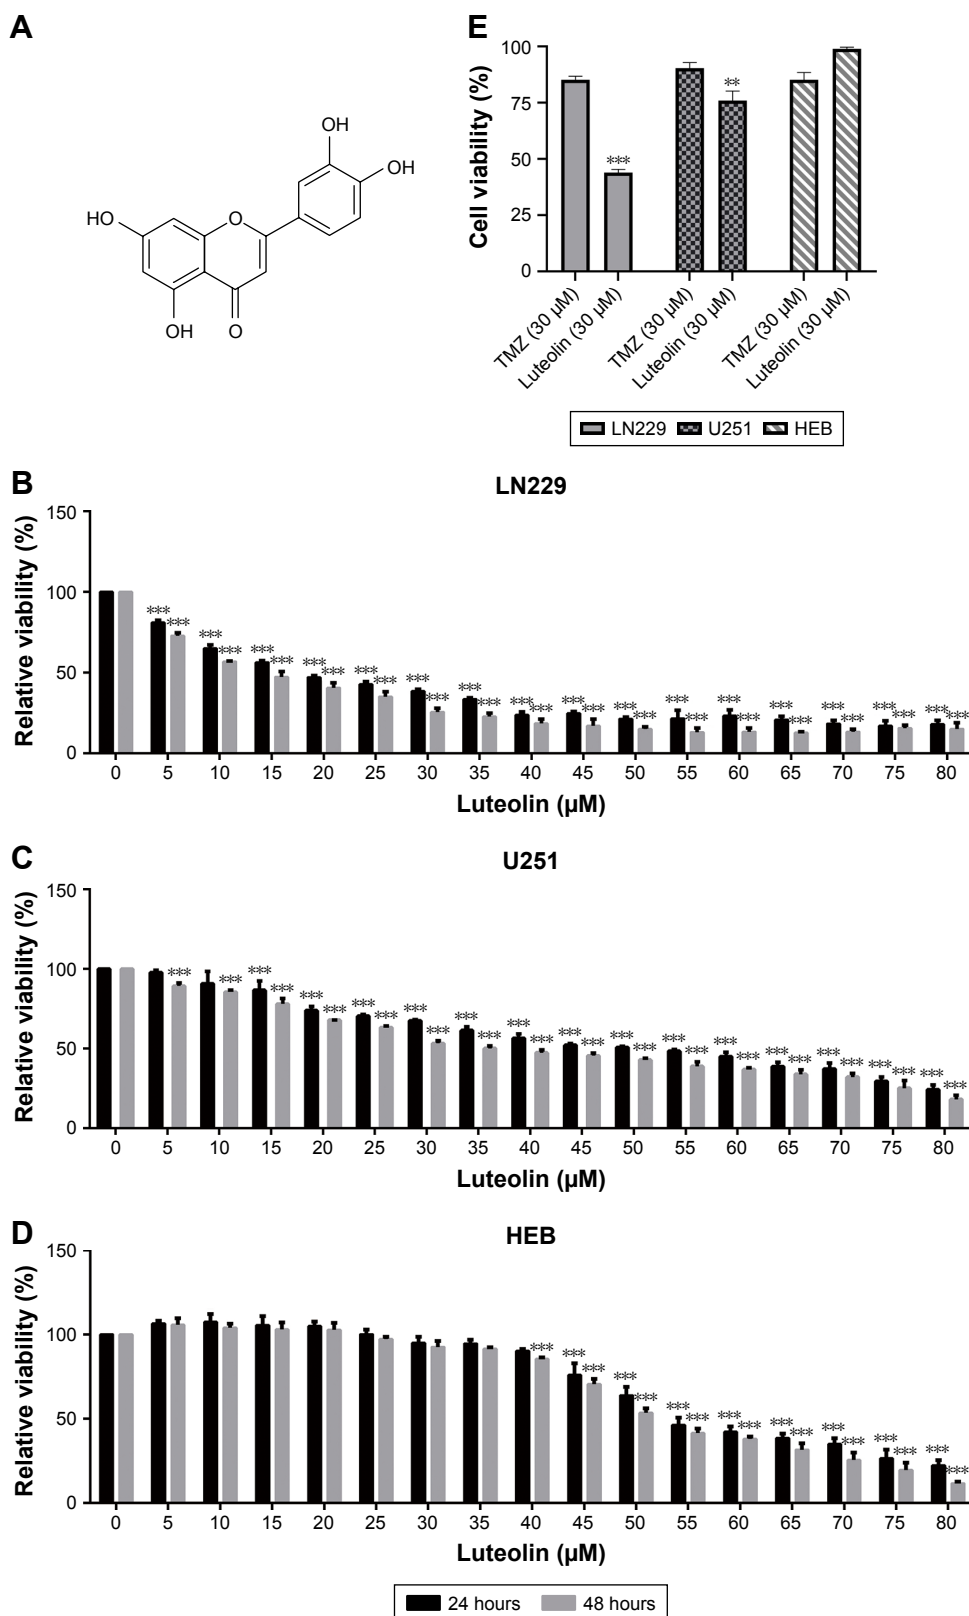 A
OH
OH
HO
O
OH
O
E
Cell viability (%)
100
75
50
25
0
***
**
TMZ (30 µM)
Luteolin (30 µM)
TMZ (30 µM)
Luteolin (30 µM)
TMZ (30 µM)
Luteolin (30 µM)
LN229 U251 HEB
B
LN229
Relative viability (%)
150
100
50
0
*** *** *** *** *** *** *** *** *** *** *** *** *** *** *** *** *** *** *** *** *** *** *** *** *** *** *** *** *** *** *** ***
0 5 10 15 20 25 30 35 40 45 50 55 60 65 70 75 80
Luteolin (µM)
C
U251
Relative viability (%)
150
100
50
0
*** *** *** *** *** *** *** *** *** *** *** *** *** *** *** *** *** *** *** *** *** *** *** *** *** *** *** *** *** ***
0 5 10 15 20 25 30 35 40 45 50 55 60 65 70 75 80
Luteolin (µM)
D
HEB
Relative viability (%)
150
100
50
0
*** *** *** *** *** *** *** *** *** *** *** *** *** *** *** *** ***
0 5 10 15 20 25 30 35 40 45 50 55 60 65 70 75 80
Luteolin (µM)
24 hours 48 hours